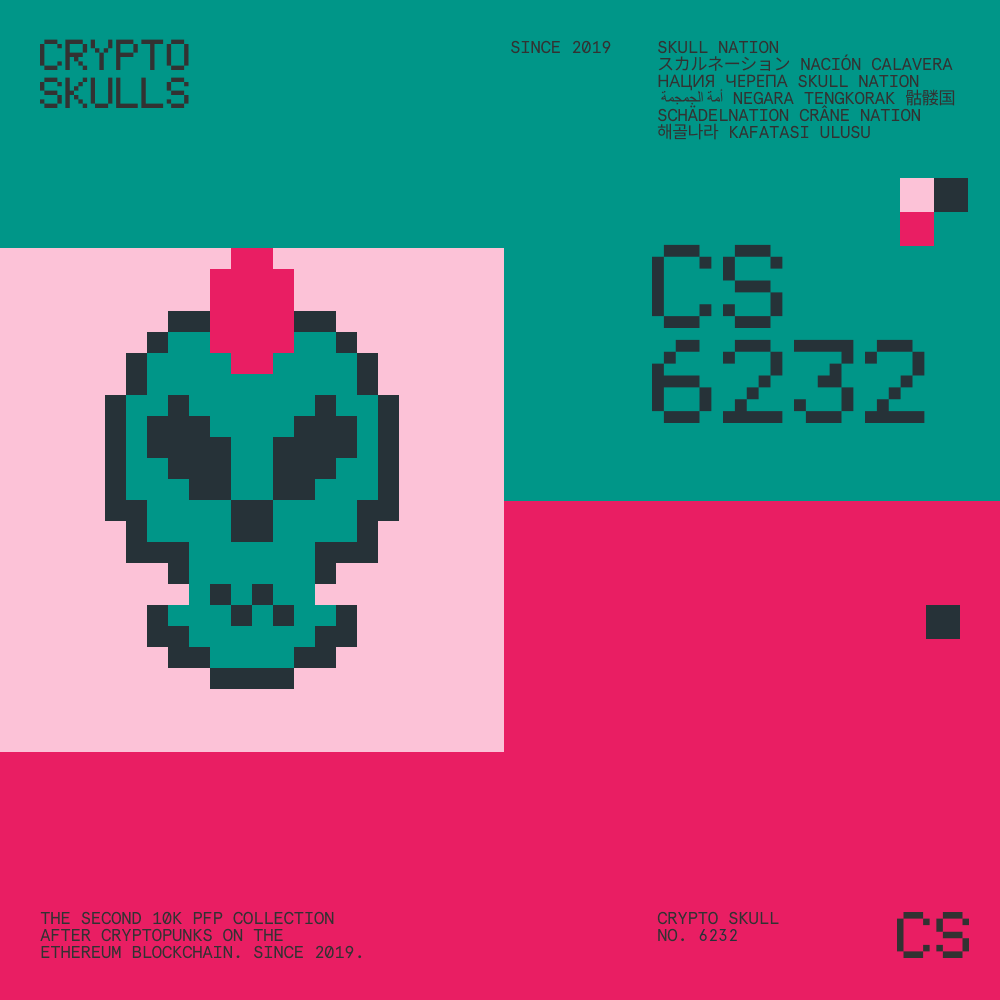 CRYPTO
SKULLS
SINCE 2019
SKULL NATION
スカルネーション NACIÓN CALAVERA
НАЦИЯ ЧЕРЕПА SKULL NATION
أمة الجمجمة NEGARA TENGKORAK 骷髅国
SCHÄDELNATION CRÂNE NATION
해골나라 KAFATASI ULUSU
CS
6232
THE SECOND 10K PFP COLLECTION
AFTER CRYPTOPUNKS ON THE
ETHEREUM BLOCKCHAIN. SINCE 2019.
CRYPTO SKULL
NO. 6232
CS